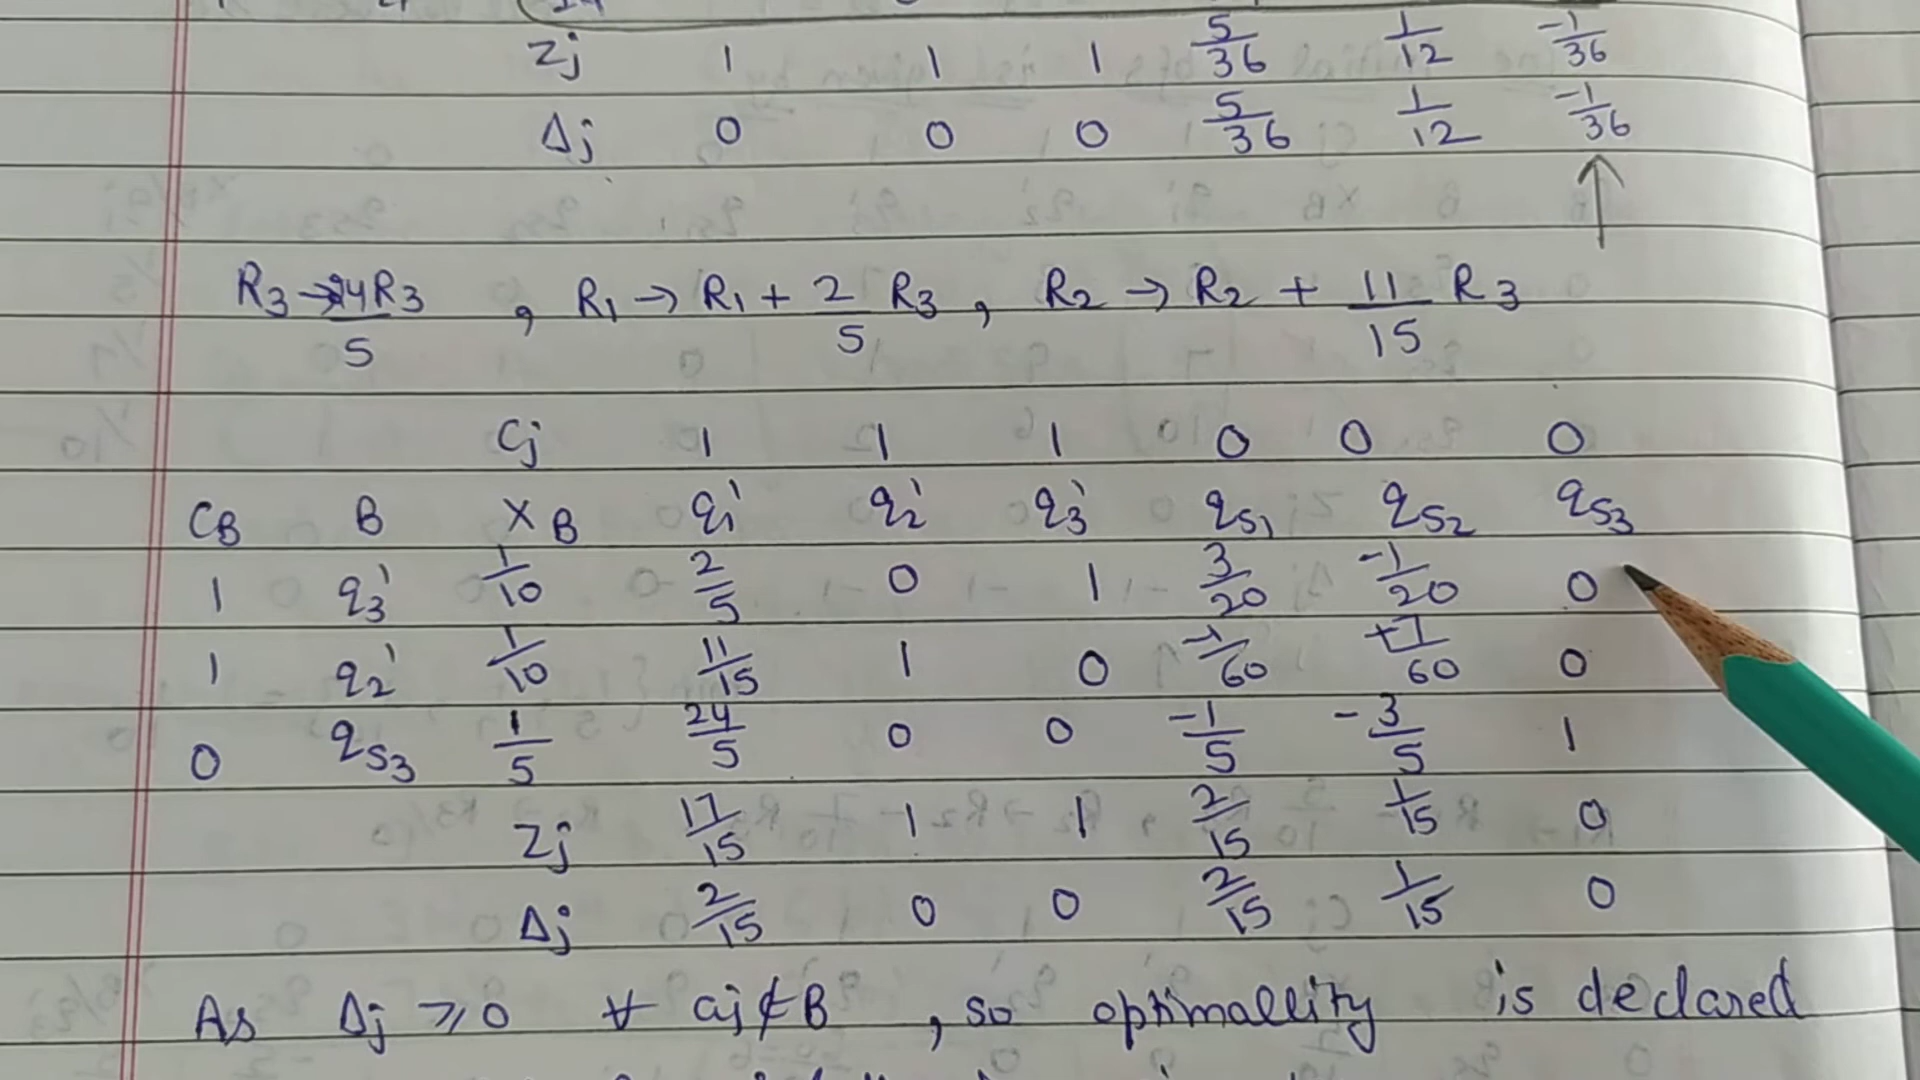 Zj 1 1 1 5/36 1/12 -1/36
Δj 0 0 0 5/36 1/12 -1/36
R3 → 24R3/5 , R1 → R1 + 2/5 R3 , R2 → R2 + 11/15 R3
Cj 1 1 1 0 0 0
CB B XB q1' q2' q3' qs1 qs2 qs3
1 q3' 1/10 2/5 0 1 3/20 -1/20 0
1 q2' 1/10 11/15 1 0 -1/60 +7/60 0
0 qs3 1/5 24/5 0 0 -1/5 -3/5 1
Zj 17/15 1 1 2/15 1/15 0
Δj 2/15 0 0 2/15 1/15 0
As Δj ≥ 0 ∀ aj ∉ B , so optimallity is declared